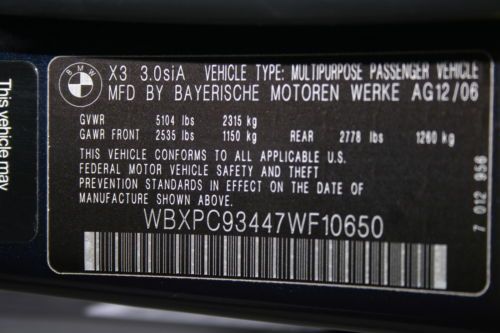 BMW
X3 3.0siA VEHICLE TYPE: MULTIPURPOSE PASSENGER VEHICLE
MFD BY BAYERISCHE MOTOREN WERKE AG12/06
GVWR 5104 lbs 2315 kg
GAWR FRONT 2535 lbs 1150 kg REAR 2778 lbs 1260 kg
THIS VEHICLE CONFORMS TO ALL APPLICABLE U.S.
FEDERAL MOTOR VEHICLE SAFETY AND THEFT
PREVENTION STANDARDS IN EFFECT ON THE DATE OF
MANUFACTURE SHOWN ABOVE.
WBXPC93447WF10650
7 012 956
This vehicle may